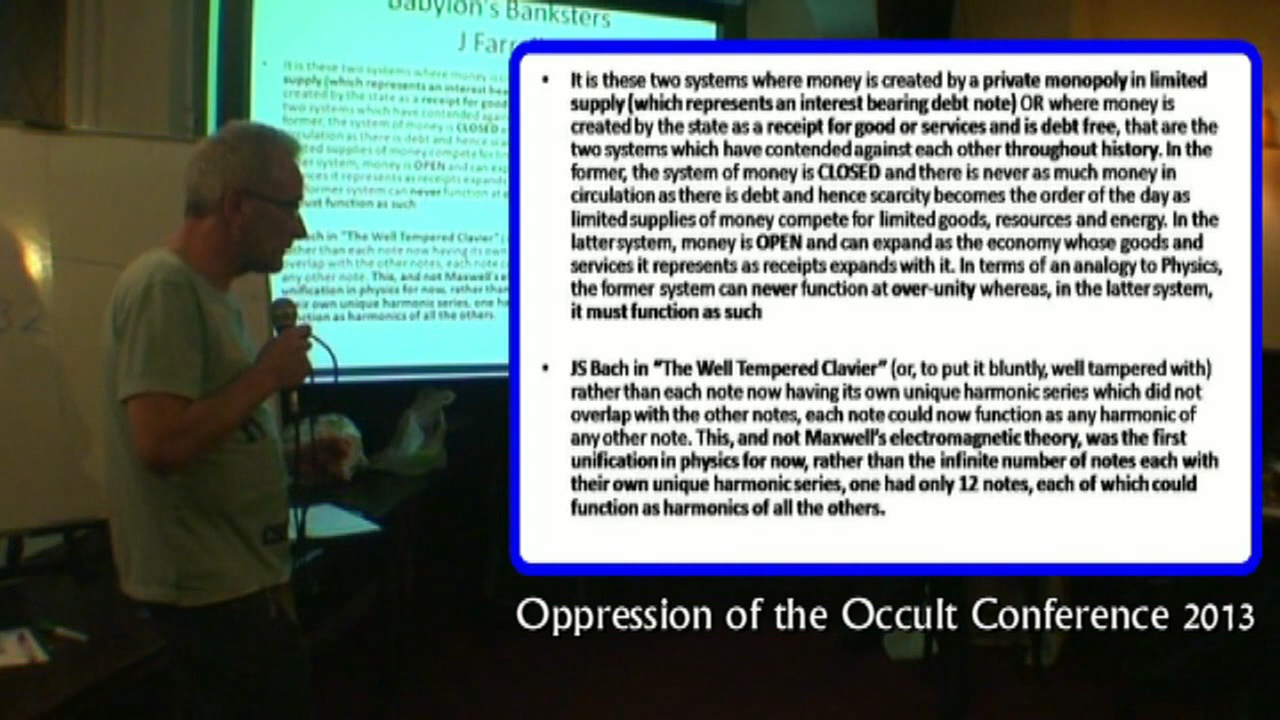 Babylon's Banksters
J Farr
• It is these two systems where money is created by a private monopoly in limited
supply (which represents an interest bearing debt note) OR where money is
created by the state as a receipt for good or services and is debt free, that are the
two systems which have contended against each other throughout history. In the
former, the system of money is CLOSED and there is never as much money in
circulation as there is debt and hence scarcity becomes the order of the day as
limited supplies of money compete for limited goods, resources and energy. In the
latter system, money is OPEN and can expand as the economy whose goods and
services it represents as receipts expands with it. In terms of an analogy to Physics,
the former system can never function at over-unity whereas, in the latter system,
it must function as such
• JS Bach in "The Well Tempered Clavier" (or, to put it bluntly, well tampered with)
rather than each note now having its own unique harmonic series which did not
overlap with the other notes, each note could now function as any harmonic of
any other note. This, and not Maxwell's electromagnetic theory, was the first
unification in physics for now, rather than the infinite number of notes each with
their own unique harmonic series, one had only 12 notes, each of which could
function as harmonics of all the others.
Oppression of the Occult Conference 2013